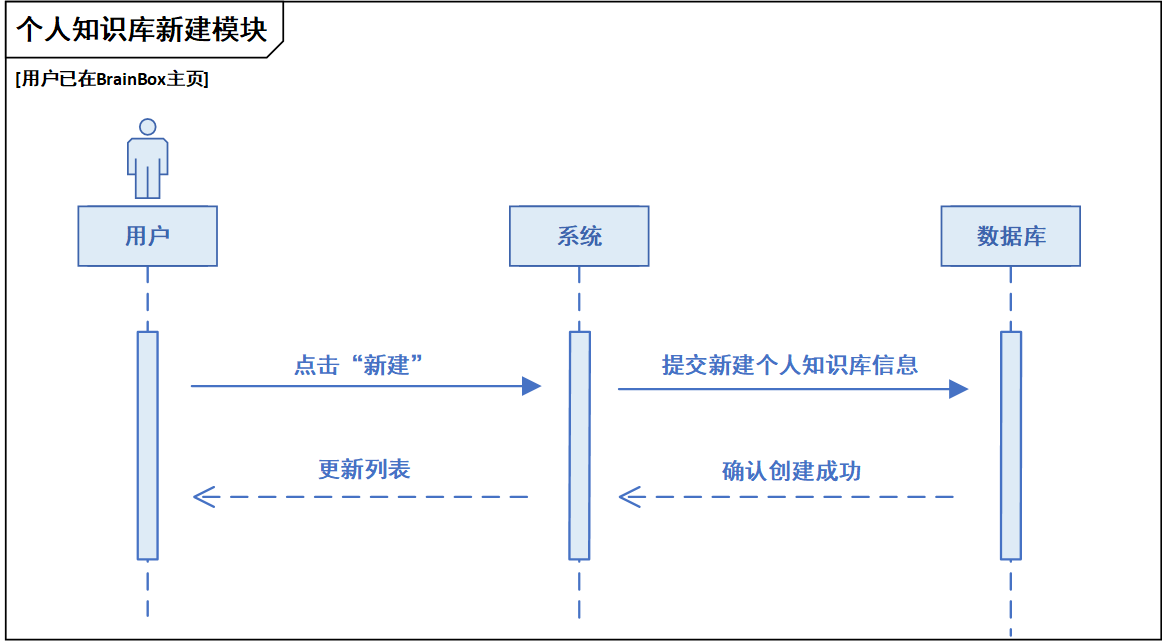 个人知识库新建模块
[用户已在BrainBox主页]
用户
系统
数据库
点击“新建”
提交新建个人知识库信息
更新列表
确认创建成功